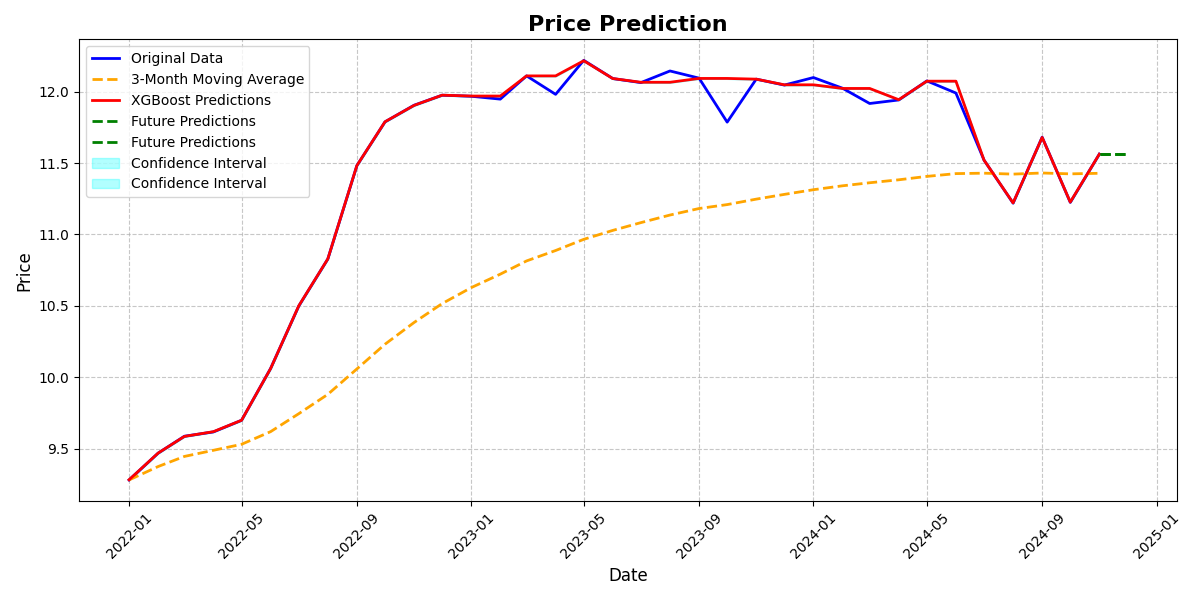 Price Prediction
Original Data
3-Month Moving Average
XGBoost Predictions
Future Predictions
Future Predictions
Confidence Interval
Confidence Interval
Price
12.0
11.5
11.0
10.5
10.0
9.5
2022-01
2022-05
2022-09
2023-01
2023-05
2023-09
2024-01
2024-05
2024-09
2025-01
Date